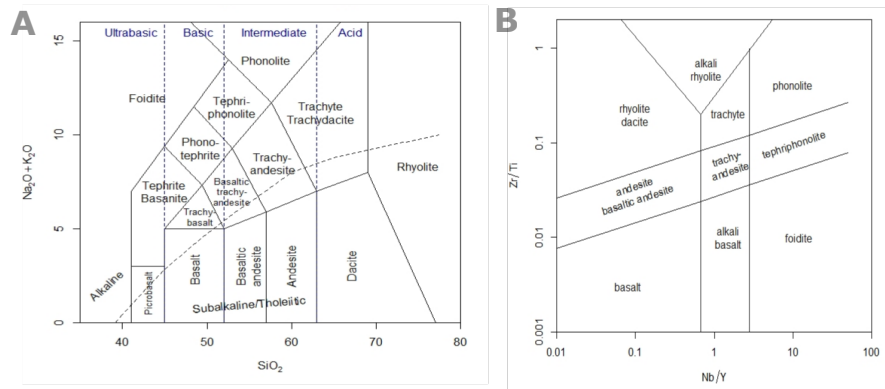 A
Ultrabasic
Basic
Intermediate
Acid
Phonolite
Foidite
Tephri-
phonolite
Trachyte
Trachydacite
Phono-
tephrite
Trachy-
andesite
Rhyolite
Tephrite
Basanite
Basaltic
trachy-
andesite
Trachy-
basalt
Alkaline
Picrobasalt
Basalt
Basaltic
andesite
Andesite
Dacite
Subalkaline/Tholeiitic
Na₂O+K₂O
0
5
10
15
40
50
60
70
80
SiO₂
B
alkali
rhyolite
phonolite
rhyolite
dacite
trachyte
tephriphonolite
trachy-
andesite
andesite
basaltic andesite
alkali
basalt
foidite
basalt
Zr/Ti
1
0.1
0.01
0.001
0.01
0.1
1
10
100
Nb/Y